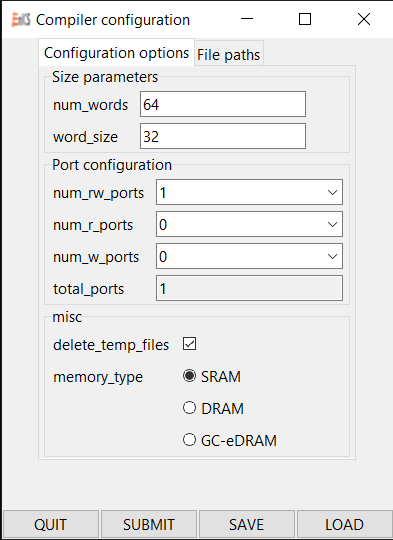 EnICS Compiler configuration
Configuration options File paths
Size parameters
num_words 64
word_size 32
Port configuration
num_rw_ports 1
num_r_ports 0
num_w_ports 0
total_ports 1
misc
delete_temp_files
memory_type SRAM
DRAM
GC-eDRAM
QUIT SUBMIT SAVE LOAD